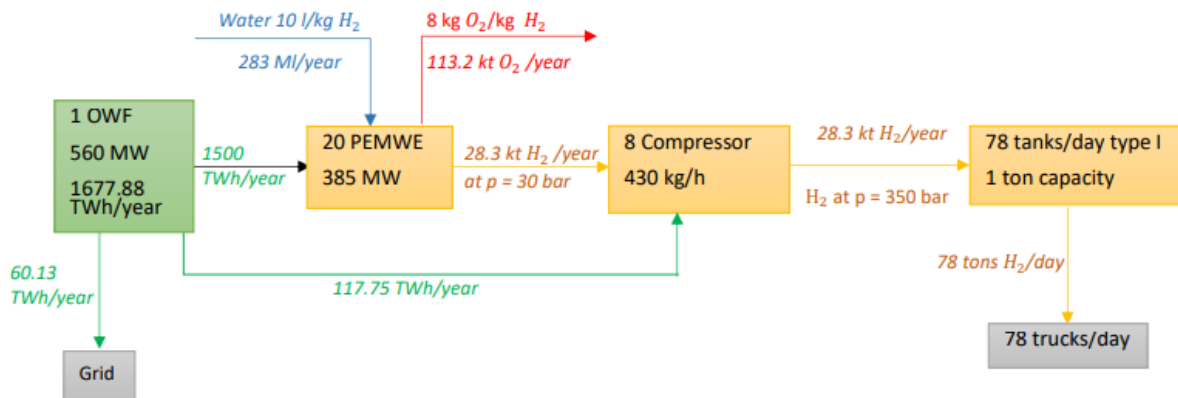 Water 10 l/kg H₂
283 Ml/year
8 kg O₂/kg H₂
113.2 kt O₂ /year
1 OWF
560 MW
1677.88
TWh/year
1500
TWh/year
20 PEMWE
385 MW
28.3 kt H₂ /year
at p = 30 bar
8 Compressor
430 kg/h
28.3 kt H₂/year
H₂ at p = 350 bar
78 tanks/day type I
1 ton capacity
60.13
TWh/year
117.75 TWh/year
78 tons H₂/day
Grid
78 trucks/day